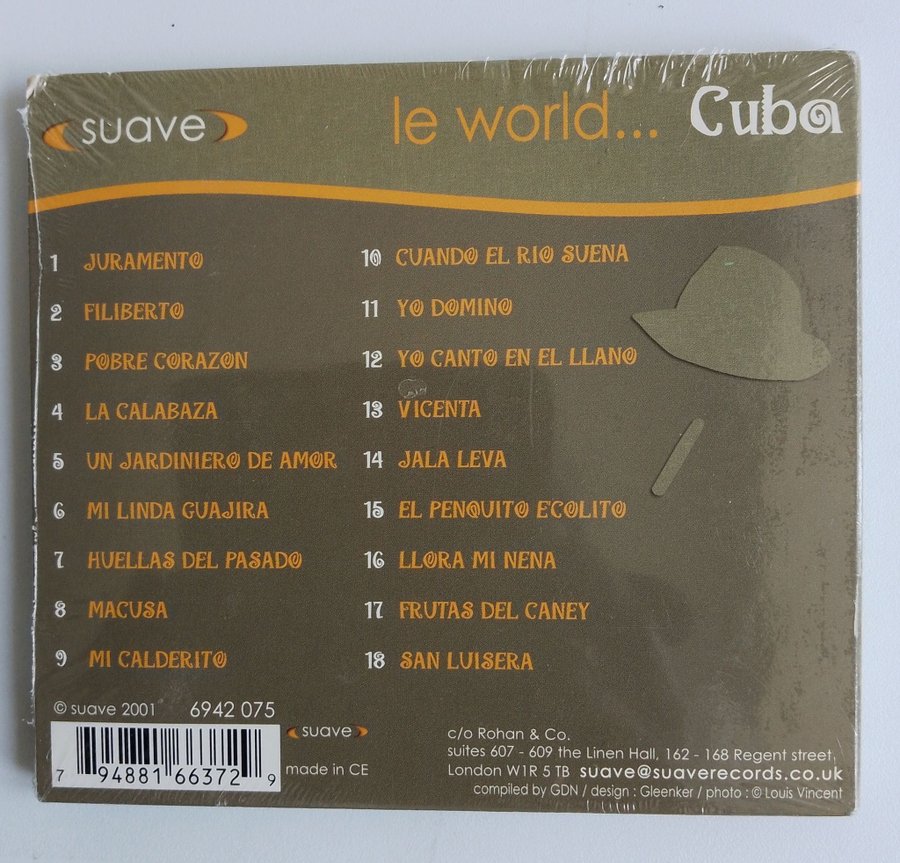 suave
le world... Cuba
1 JURAMENTO
2 FILIBERTO
3 POBRE CORAZON
4 LA CALABAZA
5 UN JARDINIERO DE AMOR
6 MI LINDA GUAJIRA
7 HUELLAS DEL PASADO
8 MACUSA
9 MI CALDERITO
10 CUANDO EL RIO SUENA
11 YO DOMINO
12 YO CANTO EN EL LLANO
13 VICENTA
14 JALA LEVA
15 EL PENQUITO E'COLITO
16 LLORA MI NENA
17 FRUTAS DEL CANEY
18 SAN LUISERA
© suave 2001 6942 075
7 94881 66372 9
suave
made in CE
c/o Rohan & Co.
suites 607 - 609 the Linen Hall, 162 - 168 Regent street,
London W1R 5 TB suave@suaverecords.co.uk
compiled by GDN / design : Gleenker / photo : © Louis Vincent